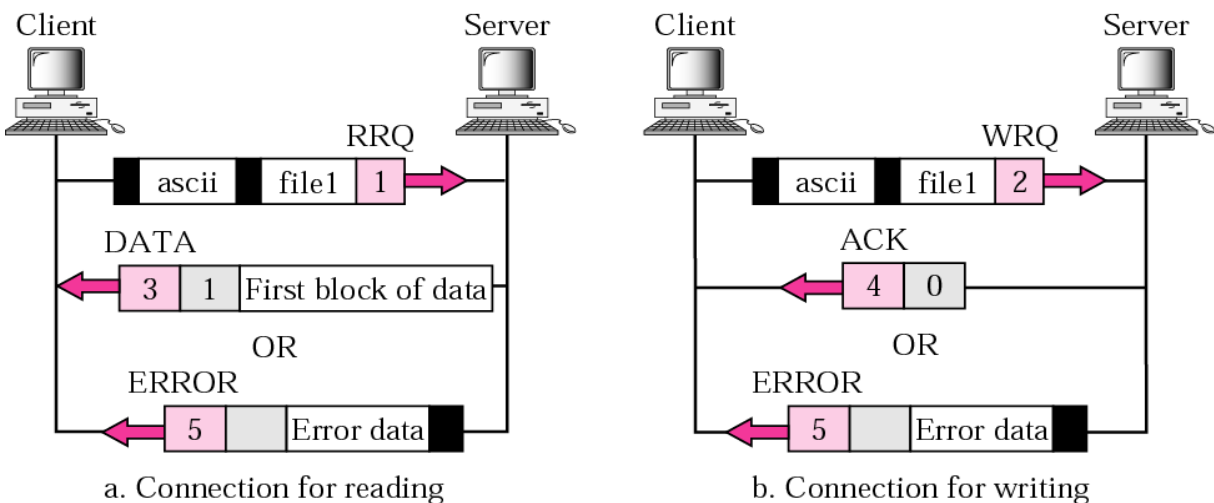 Client Server
RRQ
ascii file1 1
DATA
3 1 First block of data
OR
ERROR
5 Error data
a. Connection for reading
Client Server
WRQ
ascii file1 2
ACK
4 0
OR
ERROR
5 Error data
b. Connection for writing